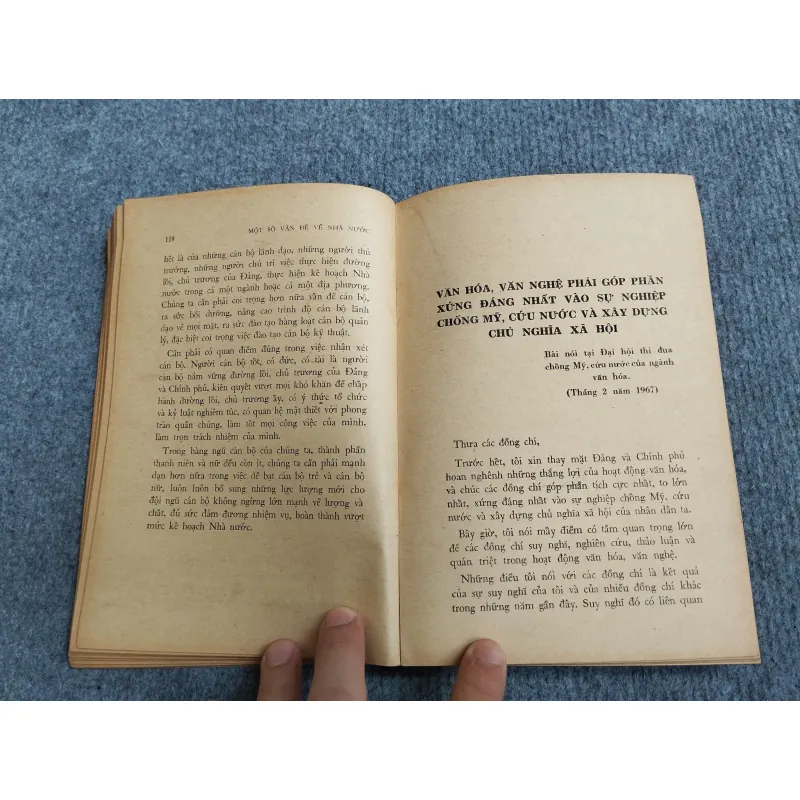 118
MỘT SỐ VẤN ĐỀ VỀ NHÀ NƯỚC
hết là của những cán bộ lãnh đạo, những người thủ
trưởng, những người chủ trì việc thực hiện đường
lối, chủ trương của Đảng, thực hiện kế hoạch Nhà
nước trong cả một ngành hoặc cả một địa phương.
Chúng ta cần phải coi trọng hơn nữa vấn đề cán bộ,
ra sức bồi dưỡng, nâng cao trình độ cán bộ lãnh
đạo về mọi mặt, ra sức đào tạo hàng loạt cán bộ quản
lý, đặc biệt coi trọng việc đào tạo cán bộ kỹ thuật.
Cần phải có quan điểm đúng trong việc nhận xét
cán bộ. Người cán bộ tốt, có đức, có tài là người
cán bộ nắm vững đường lối, chủ trương của Đảng
và Chính phủ, kiên quyết vượt mọi khó khăn để chấp
hành đường lối, chủ trương ấy, có ý thức tổ chức
và kỷ luật nghiêm túc, có quan hệ mật thiết với phong
trào quần chúng, làm tốt mọi công việc của mình,
làm trọn trách nhiệm của mình.
Trong hàng ngũ cán bộ của chúng ta, thành phần
thanh niên và nữ đều còn ít, chúng ta cần phải mạnh
dạn hơn nữa trong việc đề bạt cán bộ trẻ và cán bộ
nữ, luôn luôn bổ sung những lực lượng mới cho
đội ngũ cán bộ không ngừng lớn mạnh về lượng và
chất, đủ sức đảm đương nhiệm vụ, hoàn thành vượt
mức kế hoạch Nhà nước.
VĂN HÓA, VĂN NGHỆ PHẢI GÓP PHẦN
XỨNG ĐÁNG NHẤT VÀO SỰ NGHIỆP
CHỐNG MỸ, CỨU NƯỚC VÀ XÂY DỰNG
CHỦ NGHĨA XÃ HỘI
Bài nói tại Đại hội thi đua
chống Mỹ, cứu nước của ngành
văn hóa.
(Tháng 2 năm 1967)
Thưa các đồng chí,
Trước hết, tôi xin thay mặt Đảng và Chính phủ
hoan nghênh những thắng lợi của hoạt động văn hóa,
và chúc các đồng chí góp phần tích cực nhất, to lớn
nhất, xứng đáng nhất vào sự nghiệp chống Mỹ, cứu
nước và xây dựng chủ nghĩa xã hội của nhân dân ta.
Bây giờ, tôi nói mấy điểm có tầm quan trọng lớn
để các đồng chí suy nghĩ, nghiên cứu, thảo luận và
quán triệt trong hoạt động văn hóa, văn nghệ.
Những điều tôi nói với các đồng chí là kết quả
của sự suy nghĩ của tôi và của nhiều đồng chí khác
trong những năm gần đây. Suy nghĩ đó có liên quan